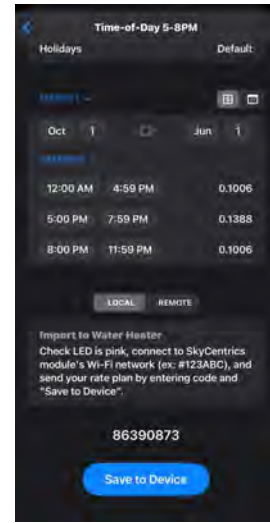 Time-of-Day 5-8PM
Holidays Default
Oct 1 Jun 1
12:00 AM 4:59 PM 0.1006
5:00 PM 7:59 PM 0.1388
8:00 PM 11:59 PM 0.1006
LOCAL REMOTE
Import to Water Heater
Check LED is pink, connect to
SkyCentrics
module's Wi-Fi network (ex: #123ABC), and
send your rate plan by entering code and
"Save to Device".
86390873
Save to Device